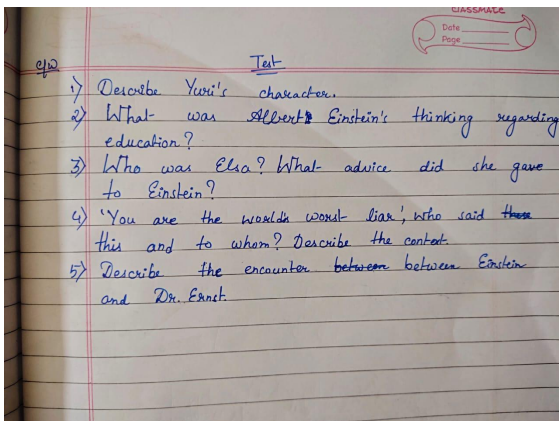 CLASSMATE
Date
Page
c/w
Test
1) Describe Yuri's character.
2) What was Albert Einstein's thinking regarding
education?
3) Who was Elsa? What advice did she gave
to Einstein?
4) 'You are the worlds worst liar', who said
this and to whom? Describe the context.
5) Describe the encounter between between Einstein
and Dr. Ernst.